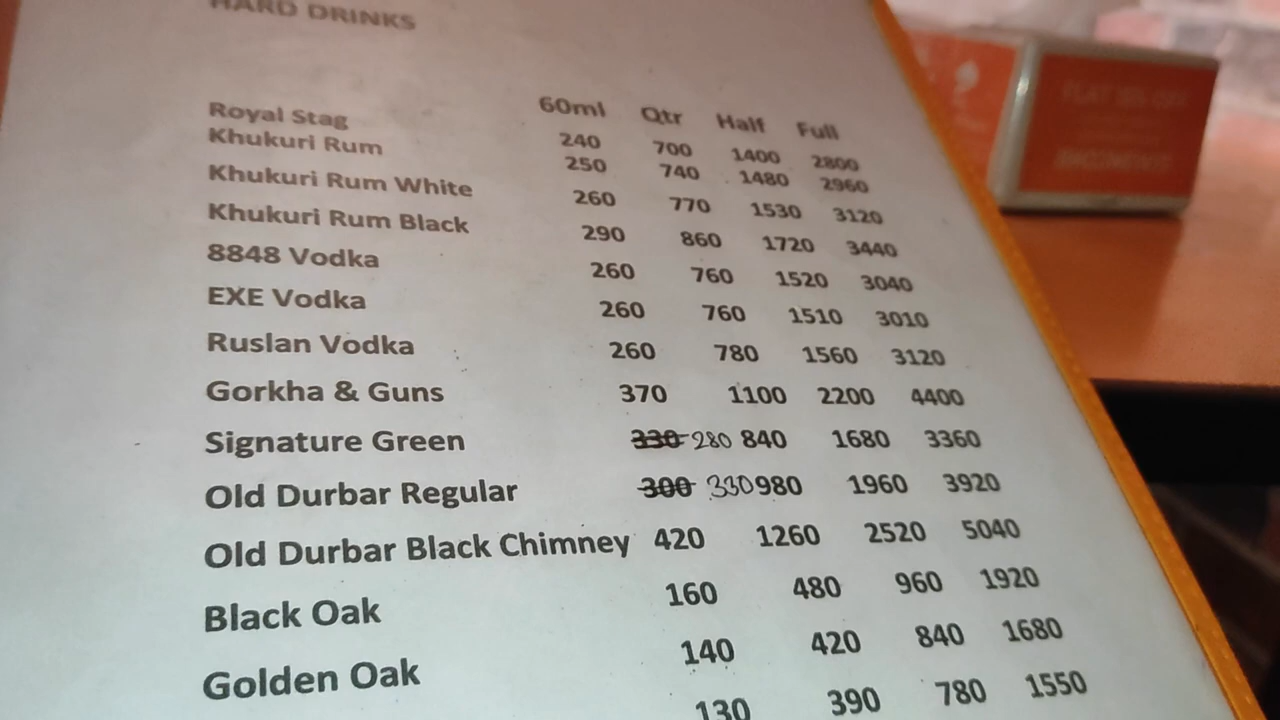 HARD DRINKS
60ml Qtr Half Full
Royal Stag 240 700 1400 2800
Khukuri Rum 250 740 1480 2960
Khukuri Rum White 260 770 1530 3120
Khukuri Rum Black 290 860 1720 3440
8848 Vodka 260 760 1520 3040
EXE Vodka 260 760 1510 3010
Ruslan Vodka 260 780 1560 3120
Gorkha & Guns 370 1100 2200 4400
Signature Green 330 280 840 1680 3360
Old Durbar Regular 300 330 980 1960 3920
Old Durbar Black Chimney 420 1260 2520 5040
Black Oak 160 480 960 1920
Golden Oak 140 420 840 1680
130 390 780 1550